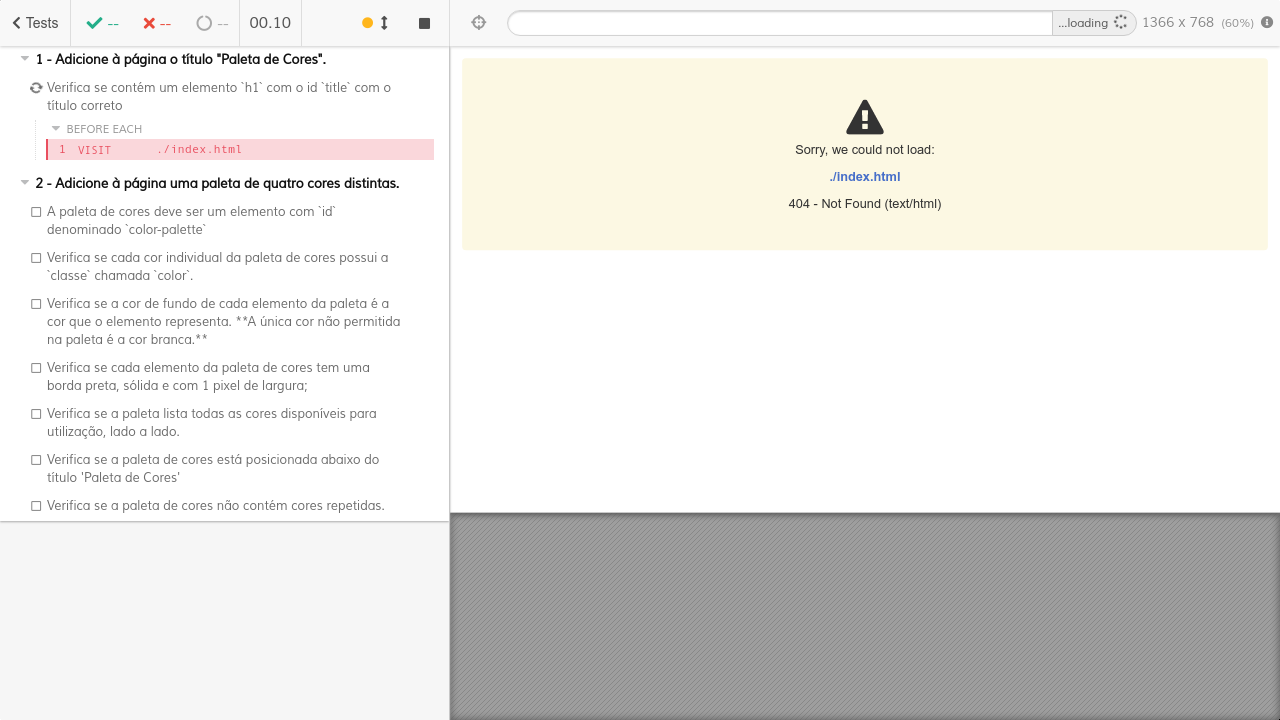 Tests
--
--
--
00.10
...loading
1366 x 768 (60%)
1 - Adicione à página o título "Paleta de Cores".
Verifica se contém um elemento `h1` com o id `title` com o
título correto
BEFORE EACH
1 VISIT ./index.html
2 - Adicione à página uma paleta de quatro cores distintas.
A paleta de cores deve ser um elemento com `id`
denominado `color-palette`
Verifica se cada cor individual da paleta de cores possui a
`classe` chamada `color`.
Verifica se a cor de fundo de cada elemento da paleta é a
cor que o elemento representa. **A única cor não permitida
na paleta é a cor branca.**
Verifica se cada elemento da paleta de cores tem uma
borda preta, sólida e com 1 pixel de largura;
Verifica se a paleta lista todas as cores disponíveis para
utilização, lado a lado.
Verifica se a paleta de cores está posicionada abaixo do
título 'Paleta de Cores'
Verifica se a paleta de cores não contém cores repetidas.
Sorry, we could not load:
./index.html
404 - Not Found (text/html)